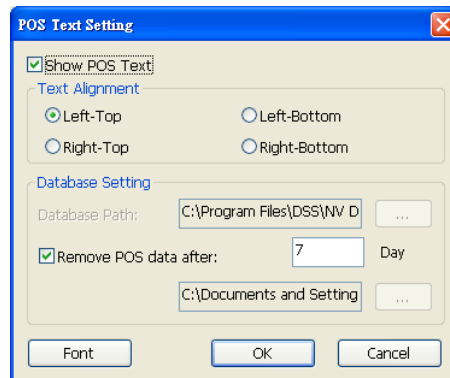 POS Text Setting
Show POS Text
Text Alignment
Left-Top
Left-Bottom
Right-Top
Right-Bottom
Database Setting
Database Path:
C:\Program Files\DSS\NV D
...
Remove POS data after:
7
Day
C:\Documents and Setting
...
Font
OK
Cancel